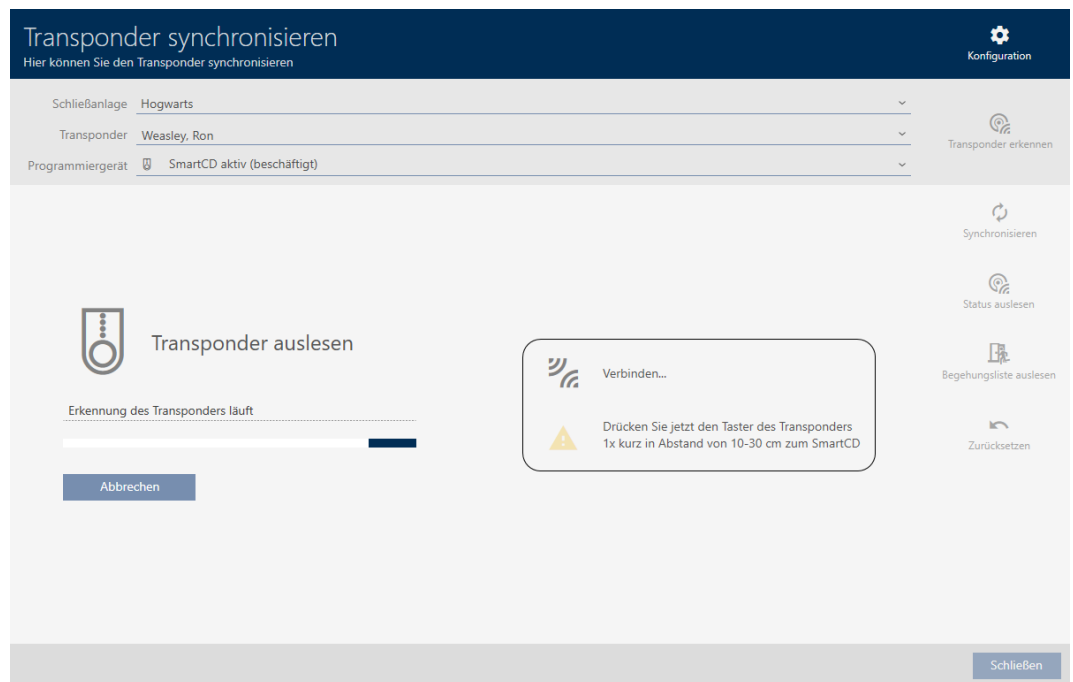 Transponder synchronisieren
Hier können Sie den Transponder synchronisieren
Konfiguration
Schließanlage Hogwarts
Transponder Weasley, Ron
Programmiergerät SmartCD aktiv (beschäftigt)
Transponder erkennen
Synchronisieren
Status auslesen
Begehungsliste auslesen
Zurücksetzen
Transponder auslesen
Erkennung des Transponders läuft
Abbrechen
Verbinden...
Drücken Sie jetzt den Taster des Transponders
1x kurz in Abstand von 10-30 cm zum SmartCD
Schließen